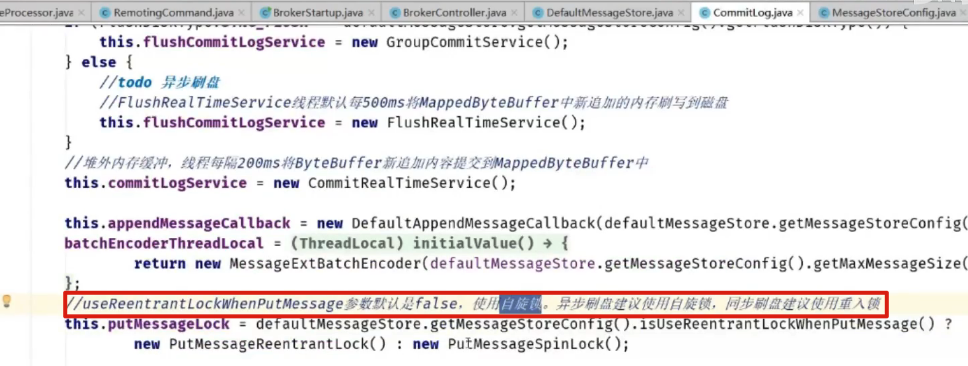 eProcessor.java RemotingCommand.java BrokerStartup.java BrokerController.java DefaultMessageStore.java CommitLog.java MessageStoreConfig.java
this.flushCommitLogService = new GroupCommitService();
} else {
//todo 异步刷盘
//FlushRealTimeService线程默认每500ms将MappedByteBuffer中新追加的内存刷写到磁盘
this.flushCommitLogService = new FlushRealTimeService();
}
//堆外内存缓冲，线程每隔200ms将ByteBuffer新追加内容提交到MappedByteBuffer中
this.commitLogService = new CommitRealTimeService();
this.appendMessageCallback = new DefaultAppendMessageCallback(defaultMessageStore.getMessageStoreConfig(
batchEncoderThreadLocal = (ThreadLocal) initialValue() → {
return new MessageExtBatchEncoder(defaultMessageStore.getMessageStoreConfig().getMaxMessageSize(
};
//useReentrantLockWhenPutMessage参数默认是false，使用自旋锁。异步刷盘建议使用自旋锁，同步刷盘建议使用重入锁
this.putMessageLock = defaultMessageStore.getMessageStoreConfig().isUseReentrantLockWhenPutMessage() ?
new PutMessageReentrantLock() : new PutMessageSpinLock();